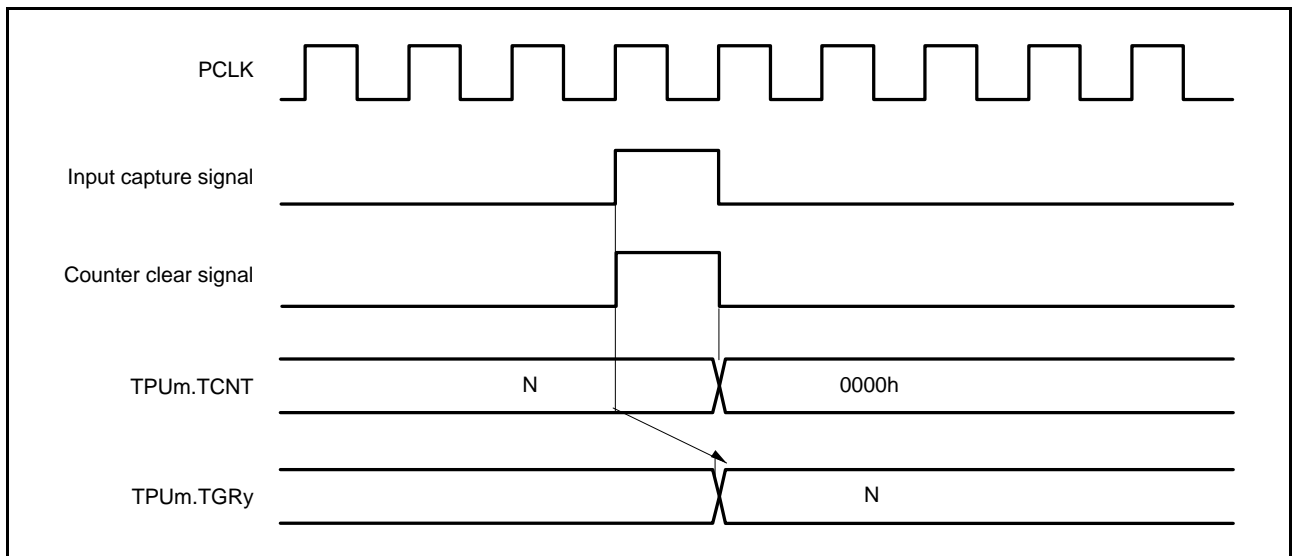 PCLK
Input capture signal
Counter clear signal
TPUm.TCNT
N
0000h
TPUm.TGRy
N